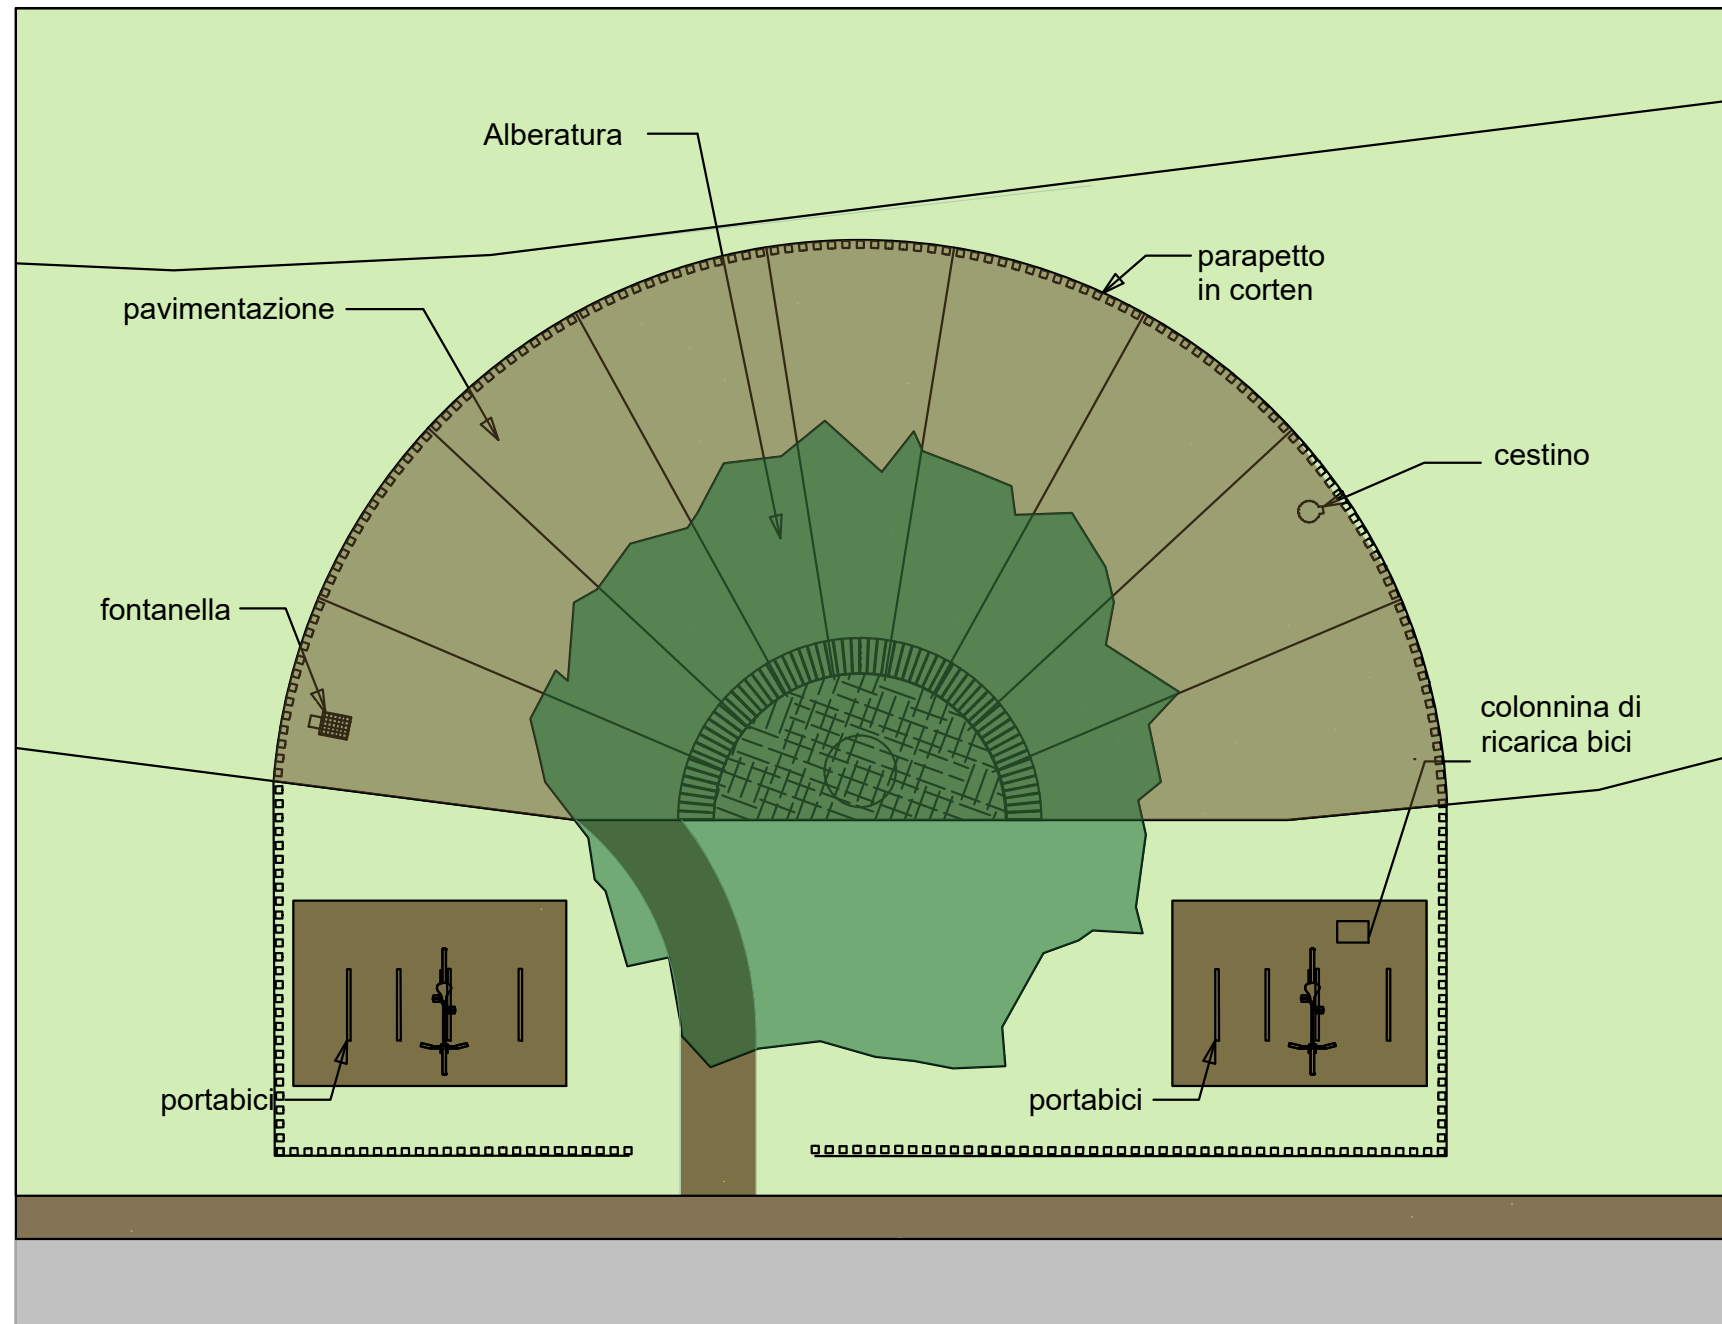 Alberatura
parapetto
in corten
pavimentazione
cestino
fontanella
colonnina di
ricarica bici
portabici
portabici